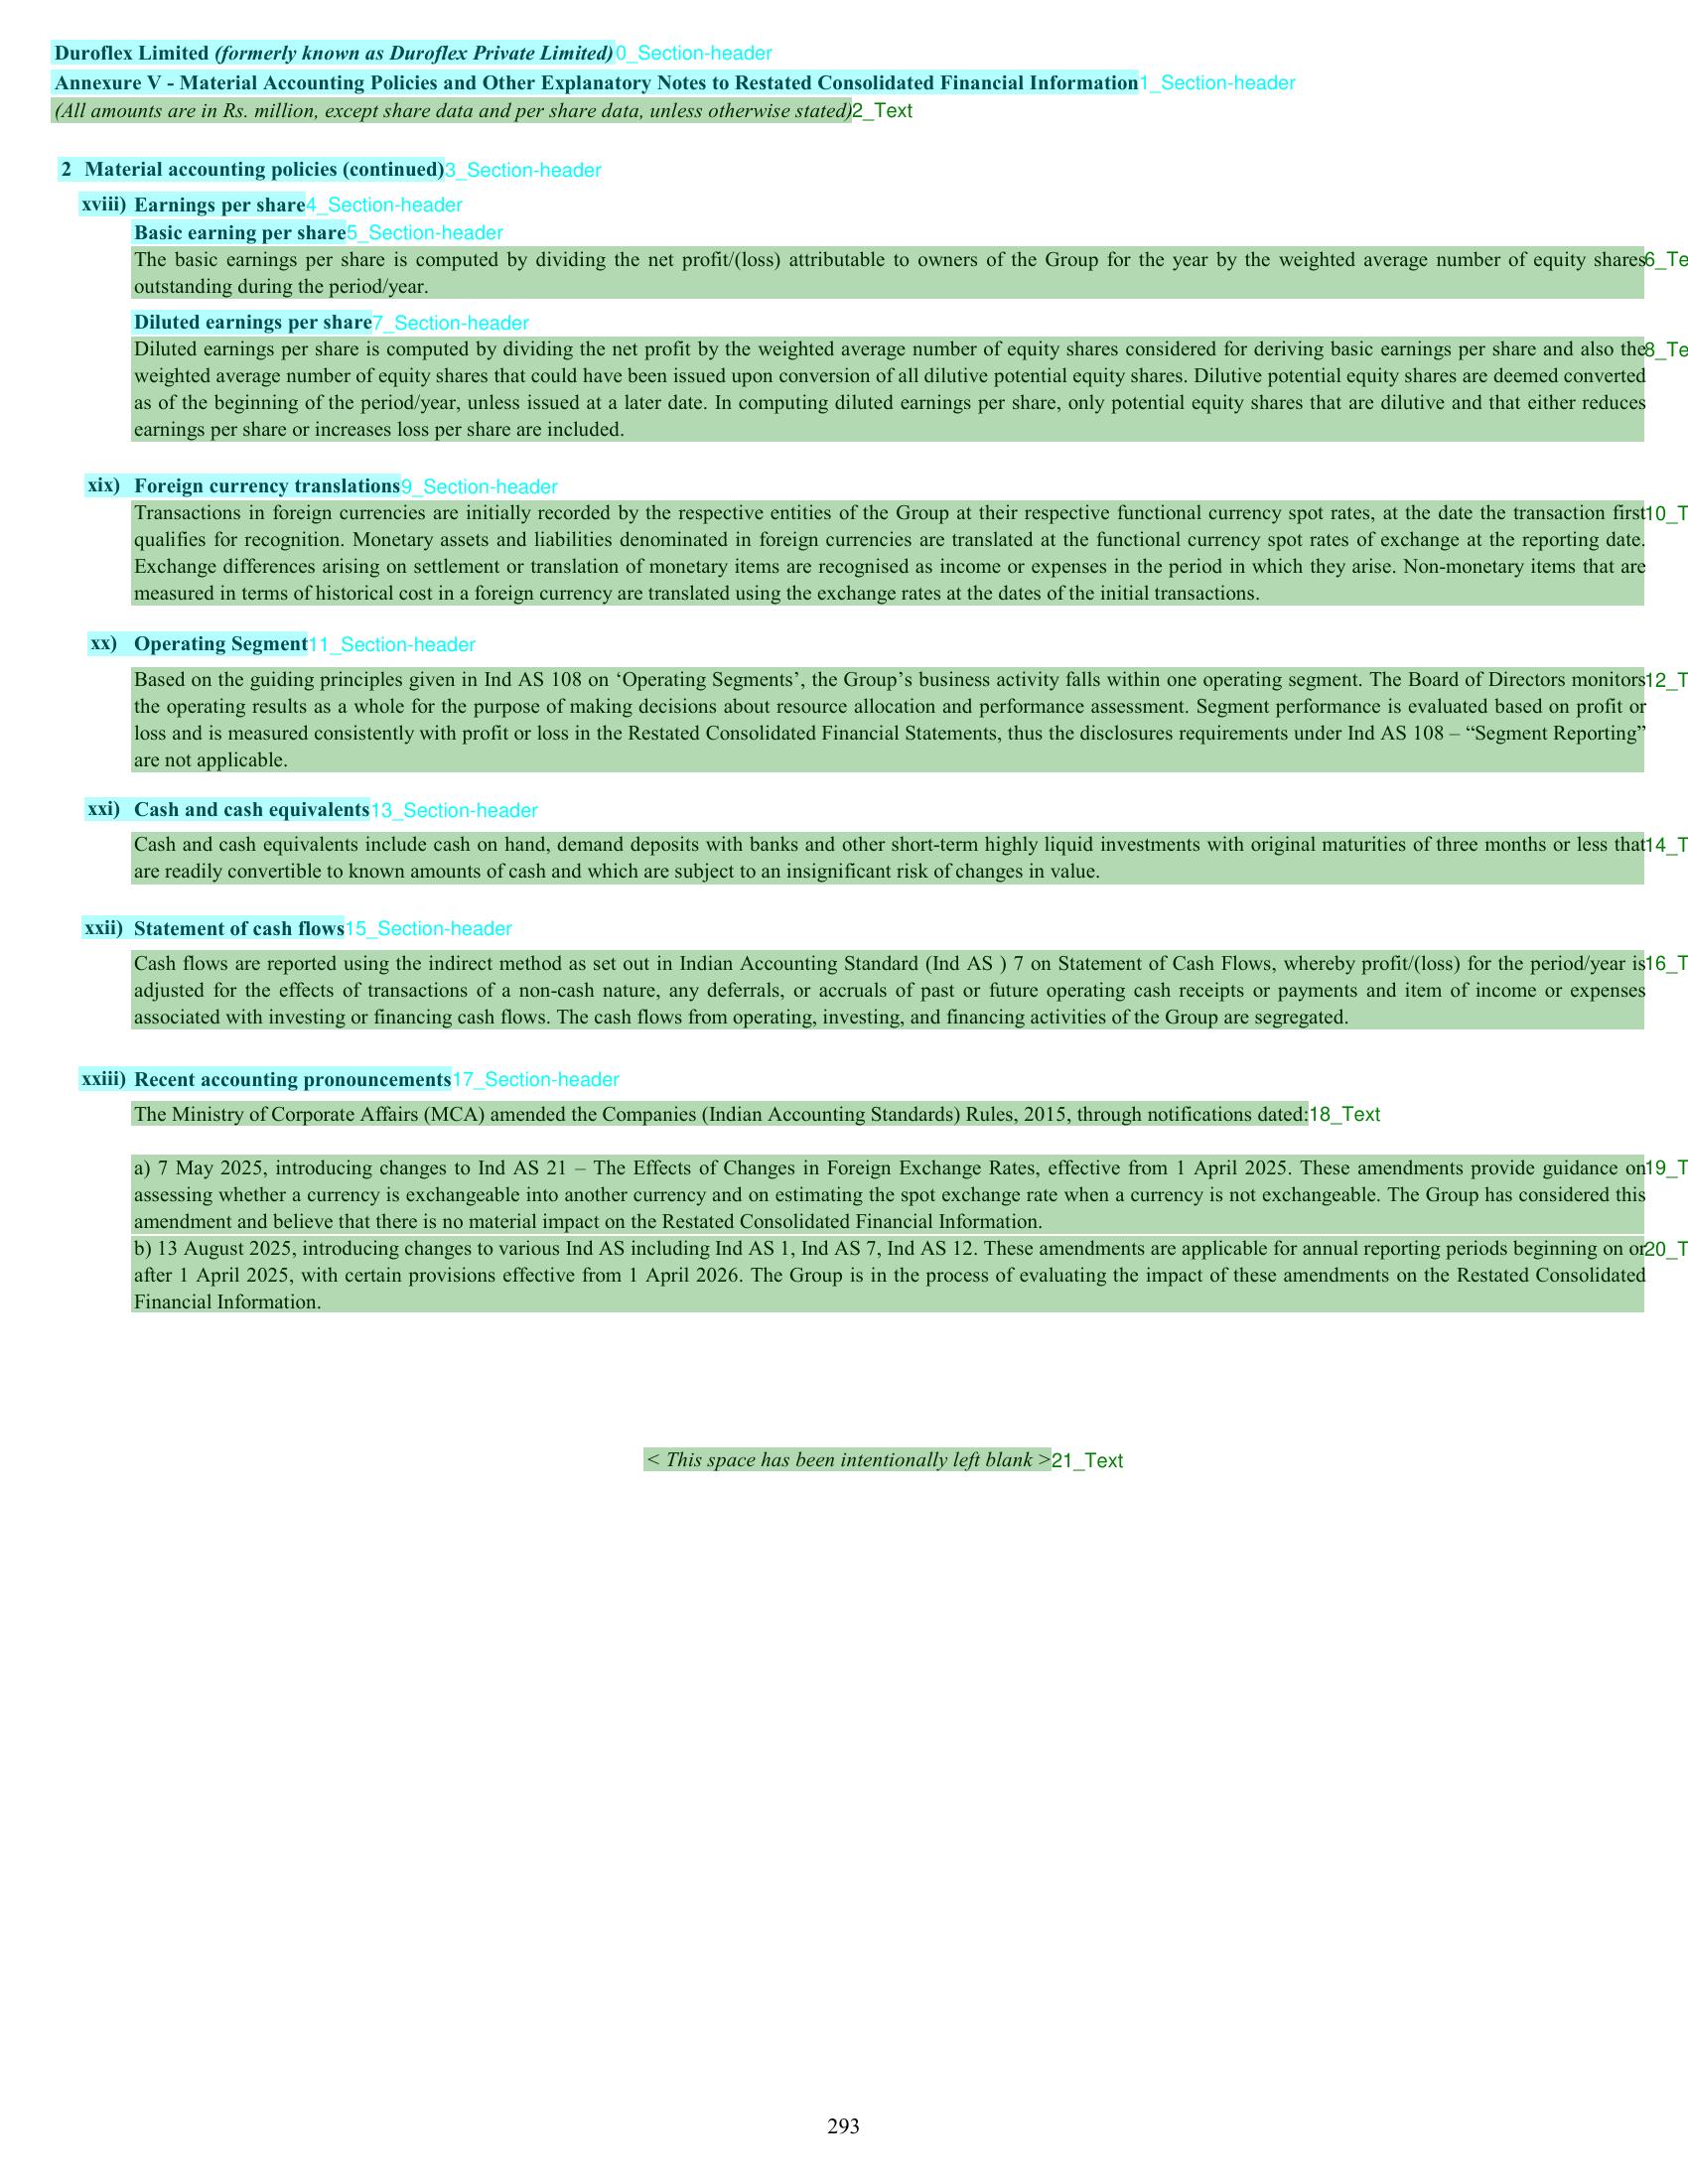 Duroflex Limited (formerly known as Duroflex Private Limited)0_Section-header
Annexure V - Material Accounting Policies and Other Explanatory Notes to Restated Consolidated Financial Information1_Section-header
(All amounts are in Rs. million, except share data and per share data, unless otherwise stated)2_Text
2 Material accounting policies (continued)3_Section-header
xviii) Earnings per share4_Section-header
Basic earning per share5_Section-header
The basic earnings per share is computed by dividing the net profit/(loss) attributable to owners of the Group for the year by the weighted average number of equity shares6_Te
outstanding during the period/year.
Diluted earnings per share7_Section-header
Diluted earnings per share is computed by dividing the net profit by the weighted average number of equity shares considered for deriving basic earnings per share and also the8_Te
weighted average number of equity shares that could have been issued upon conversion of all dilutive potential equity shares. Dilutive potential equity shares are deemed converted
as of the beginning of the period/year, unless issued at a later date. In computing diluted earnings per share, only potential equity shares that are dilutive and that either reduces
earnings per share or increases loss per share are included.
xix) Foreign currency translations9_Section-header
Transactions in foreign currencies are initially recorded by the respective entities of the Group at their respective functional currency spot rates, at the date the transaction first10_T
qualifies for recognition. Monetary assets and liabilities denominated in foreign currencies are translated at the functional currency spot rates of exchange at the reporting date.
Exchange differences arising on settlement or translation of monetary items are recognised as income or expenses in the period in which they arise. Non-monetary items that are
measured in terms of historical cost in a foreign currency are translated using the exchange rates at the dates of the initial transactions.
xx) Operating Segment11_Section-header
Based on the guiding principles given in Ind AS 108 on ‘Operating Segments’, the Group’s business activity falls within one operating segment. The Board of Directors monitors12_T
the operating results as a whole for the purpose of making decisions about resource allocation and performance assessment. Segment performance is evaluated based on profit or
loss and is measured consistently with profit or loss in the Restated Consolidated Financial Statements, thus the disclosures requirements under Ind AS 108 – “Segment Reporting”
are not applicable.
xxi) Cash and cash equivalents13_Section-header
Cash and cash equivalents include cash on hand, demand deposits with banks and other short-term highly liquid investments with original maturities of three months or less that14_T
are readily convertible to known amounts of cash and which are subject to an insignificant risk of changes in value.
xxii) Statement of cash flows15_Section-header
Cash flows are reported using the indirect method as set out in Indian Accounting Standard (Ind AS ) 7 on Statement of Cash Flows, whereby profit/(loss) for the period/year is16_T
adjusted for the effects of transactions of a non-cash nature, any deferrals, or accruals of past or future operating cash receipts or payments and item of income or expenses
associated with investing or financing cash flows. The cash flows from operating, investing, and financing activities of the Group are segregated.
xxiii) Recent accounting pronouncements17_Section-header
The Ministry of Corporate Affairs (MCA) amended the Companies (Indian Accounting Standards) Rules, 2015, through notifications dated:18_Text
a) 7 May 2025, introducing changes to Ind AS 21 – The Effects of Changes in Foreign Exchange Rates, effective from 1 April 2025. These amendments provide guidance on19_T
assessing whether a currency is exchangeable into another currency and on estimating the spot exchange rate when a currency is not exchangeable. The Group has considered this
amendment and believe that there is no material impact on the Restated Consolidated Financial Information.
b) 13 August 2025, introducing changes to various Ind AS including Ind AS 1, Ind AS 7, Ind AS 12. These amendments are applicable for annual reporting periods beginning on or20_T
after 1 April 2025, with certain provisions effective from 1 April 2026. The Group is in the process of evaluating the impact of these amendments on the Restated Consolidated
Financial Information.
< This space has been intentionally left blank >21_Text
293